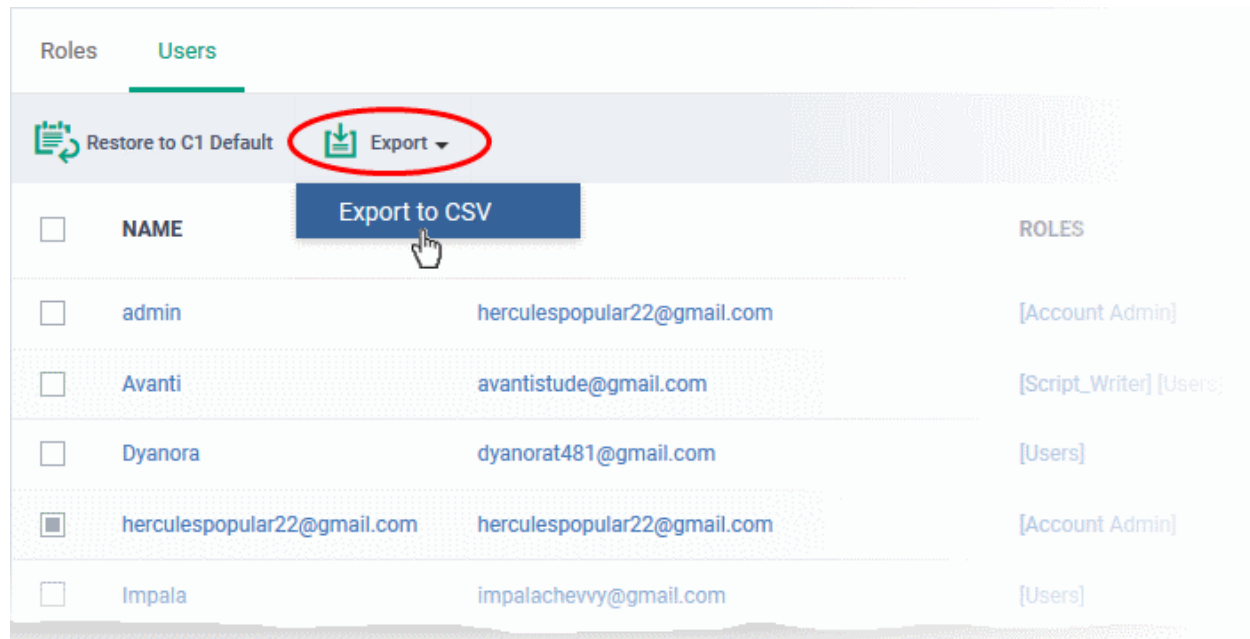 Roles Users
Restore to C1 Default Export
Export to CSV
NAME ROLES
admin herculespopular22@gmail.com [Account Admin]
Avanti avantistude@gmail.com [Script_Writer] [Users]
Dyanora dyanorat481@gmail.com [Users]
herculespopular22@gmail.com herculespopular22@gmail.com [Account Admin]
Impala impalachevvy@gmail.com [Users]